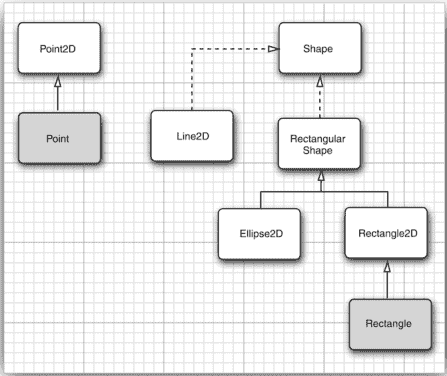 Point2D
Shape
Point
Line2D
Rectangular
Shape
Ellipse2D
Rectangle2D
Rectangle